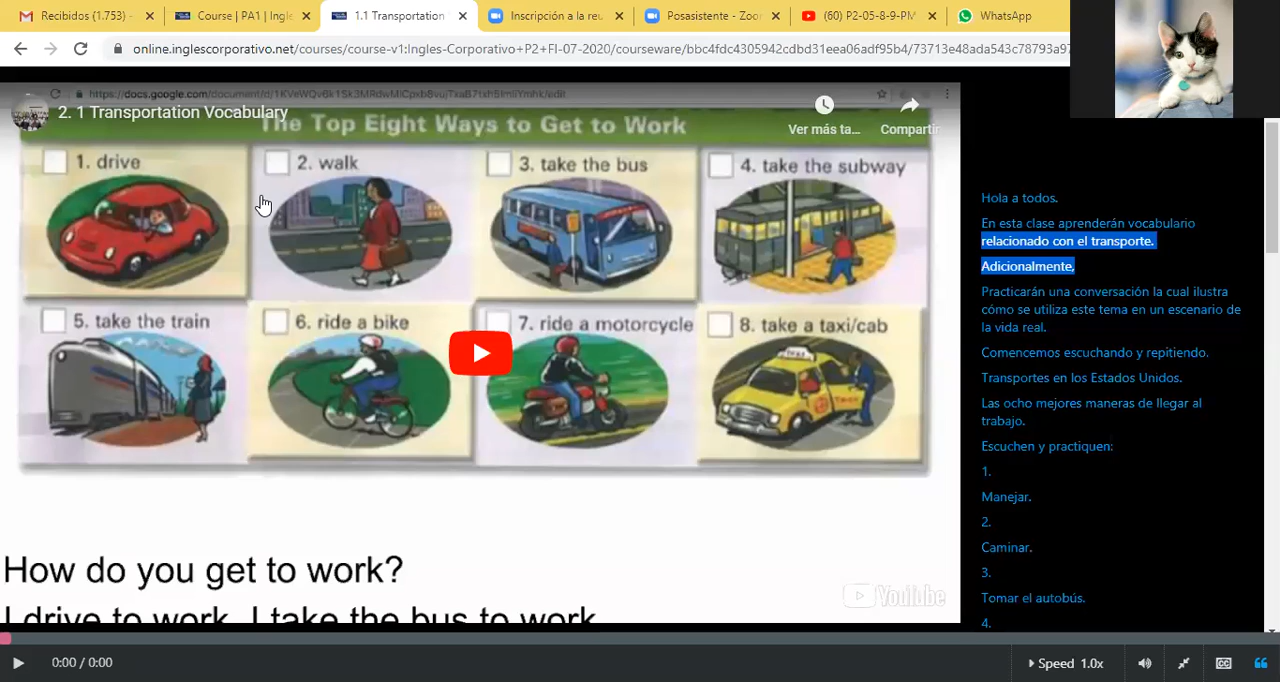 Recibidos (1.753) -
Course | PA1 | Ingle
1.1 Transportation
Inscripción a la reu
Posasistente - Zoor
(60) P2-05-8-9-PM
WhatsApp
online.inglescorporativo.net/courses/course-v1:Ingles-Corporativo+P2+FI-07-2020/courseware/bbc4fdc4305942cdbd31eea06adf95b4/73713e48ada543c78793a97
2. 1 Transportation Vocabulary
Ver más ta...
Compartir
The Top Eight Ways to Get to Work
1. drive
2. walk
3. take the bus
4. take the subway
5. take the train
6. ride a bike
7. ride a motorcycle
8. take a taxi/cab
TAXI
How do you get to work?
I drive to work. I take the bus to work
YouTube
Hola a todos.
En esta clase aprenderán vocabulario
relacionado con el transporte.
Adicionalmente,
Practicarán una conversación la cual ilustra
cómo se utiliza este tema en un escenario de
la vida real.
Comencemos escuchando y repitiendo.
Transportes en los Estados Unidos.
Las ocho mejores maneras de llegar al
trabajo.
Escuchen y practiquen:
1.
Manejar.
2.
Caminar.
3.
Tomar el autobús.
4.
0:00 / 0:00
Speed 1.0x
CC